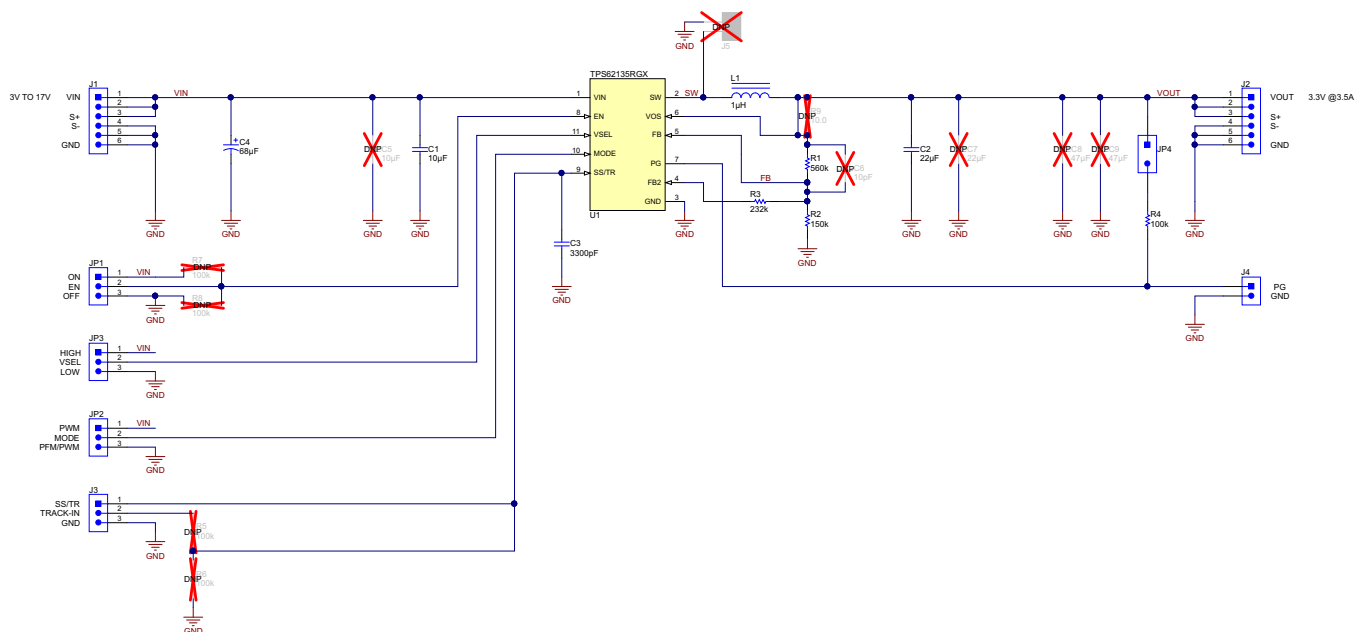 DNP
J5
GND
TPS62135RGX
J1
3V TO 17V
VIN
S+
S-
GND
1
2
3
4
5
6
VIN
C4
68µF
DNP
C5
10µF
C1
10µF
1 VIN
8 EN
11 VSEL
10 MODE
9 SS/TR
SW 2
VOS 6
FB 5
PG 7
FB2 4
GND 3
U1
SW
L1
1µH
DNP
R9
10.0
R1
560k
DNP
C6
10pF
FB
R3
232k
R2
150k
GND
C2
22µF
DNP
C7
22µF
DNP
C8
47µF
DNP
C9
47µF
VOUT
JP4
R4
100k
J2
1
2
3
4
5
6
VOUT
3.3V @3.5A
S+
S-
GND
GND
GND
GND
GND
GND
GND
GND
GND
GND
GND
C3
3300pF
GND
JP1
ON 1 VIN
EN 2
OFF 3
GND
R7
DNP
100k
R8
DNP
100k
J4
1 PG
2 GND
GND
JP3
HIGH 1 VIN
VSEL 2
LOW 3
GND
JP2
PWM 1 VIN
MODE 2
PFM/PWM 3
GND
J3
SS/TR 1
TRACK-IN 2
GND 3
GND
R5
DNP
100k
R6
DNP
100k
GND